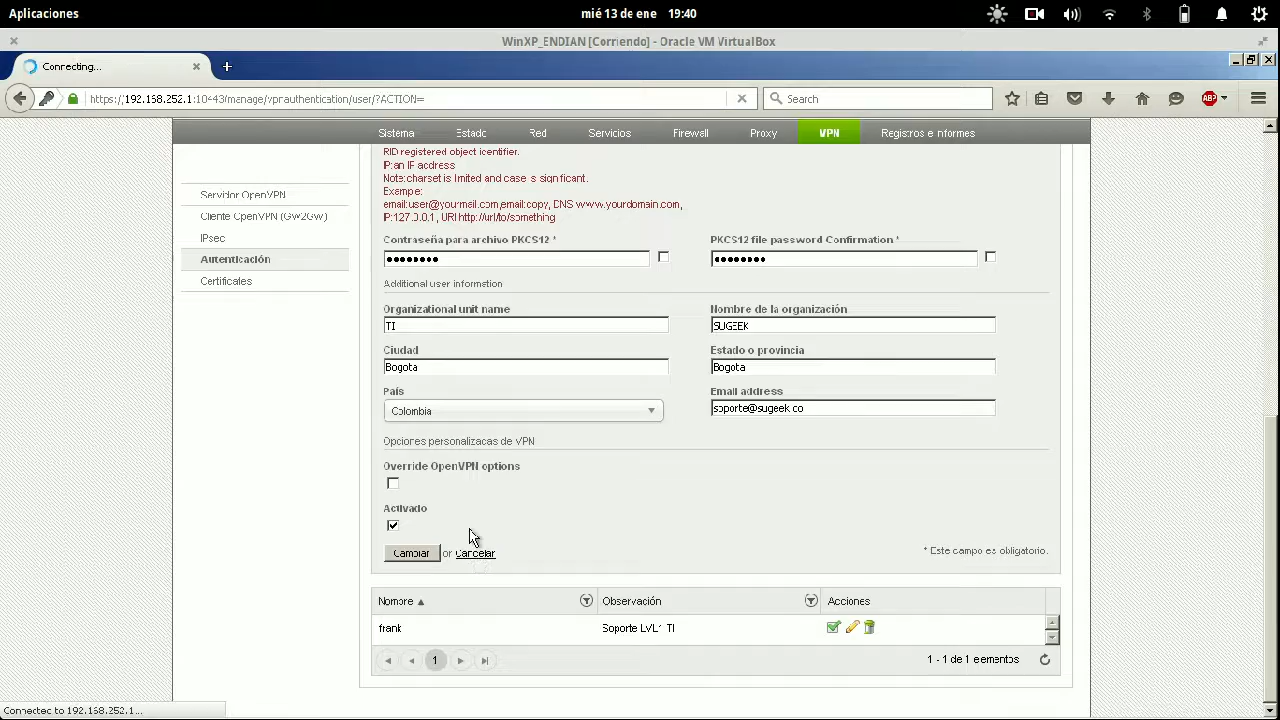 Aplicaciones
mié 13 de ene 19:40
WinXP_ENDIAN [Corriendo] - Oracle VM VirtualBox
Connecting...
https://192.168.252.1:10443/manage/vpnauthentication/user/?ACTION=
Search
ABP
Sistema Estado Red Servicios Firewall Proxy VPN Registros e informes
RID registered object identifier.
IP:an IP address
Note:charset is limited and case is significant.
Example:
email:user@yourmail.com,email:copy, DNS www.yourdomain.com,
IP:127.0.0.1, URI http://url/to/something
Servidor OpenVPN
Cliente OpenVPN (Gw2Gw)
IPsec
Autenticación
Certificates
Contraseña para archivo PKCS12 *
PKCS12 file password Confirmation *
Additional user information
Organizational unit name
Nombre de la organización
TI
SUGEEK
Ciudad
Estado o provincia
Bogota
Bogota
País
Email address
Colombia
soporte@sugeek.co
Opciones personalizadas de VPN
Override OpenVPN options
Activado
Cambiar or Cancelar
* Este campo es obligatorio.
Nombre
Observación
Acciones
frank
Soporte LVL1 TI
1
1 - 1 de 1 elementos
Connected to 192.168.252.1...